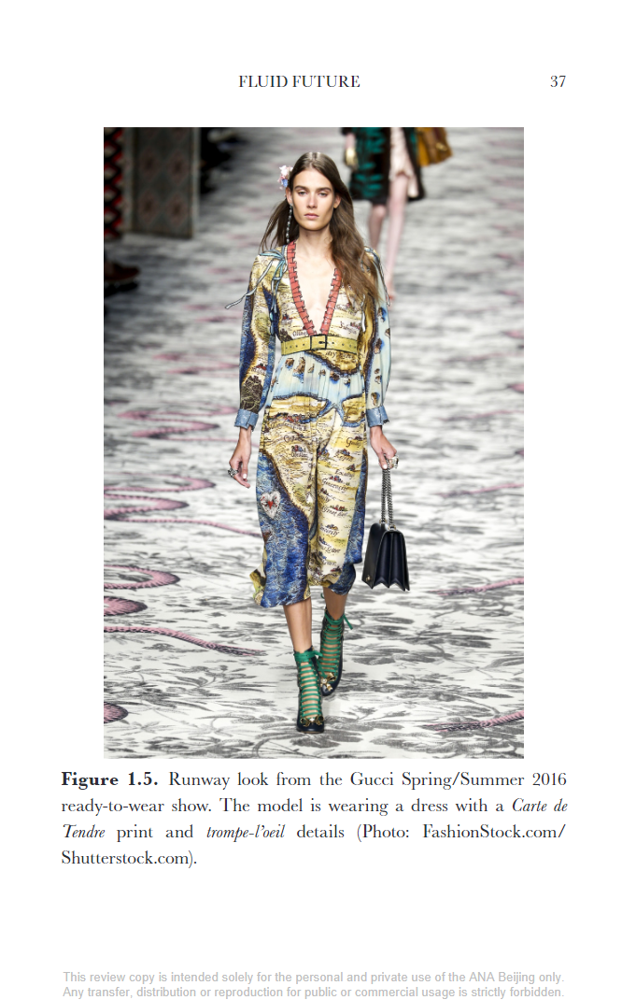 FLUID FUTURE 37
Figure 1.5. Runway look from the Gucci Spring/Summer 2016
ready-to-wear show. The model is wearing a dress with a Carte de
Tendre print and trompe-l’oeil details (Photo: FashionStock.com/
Shutterstock.com).
This review copy is intended solely for the personal and private use of the ANA Beijing only.
Any transfer, distribution or reproduction for public or commercial usage is strictly forbidden.